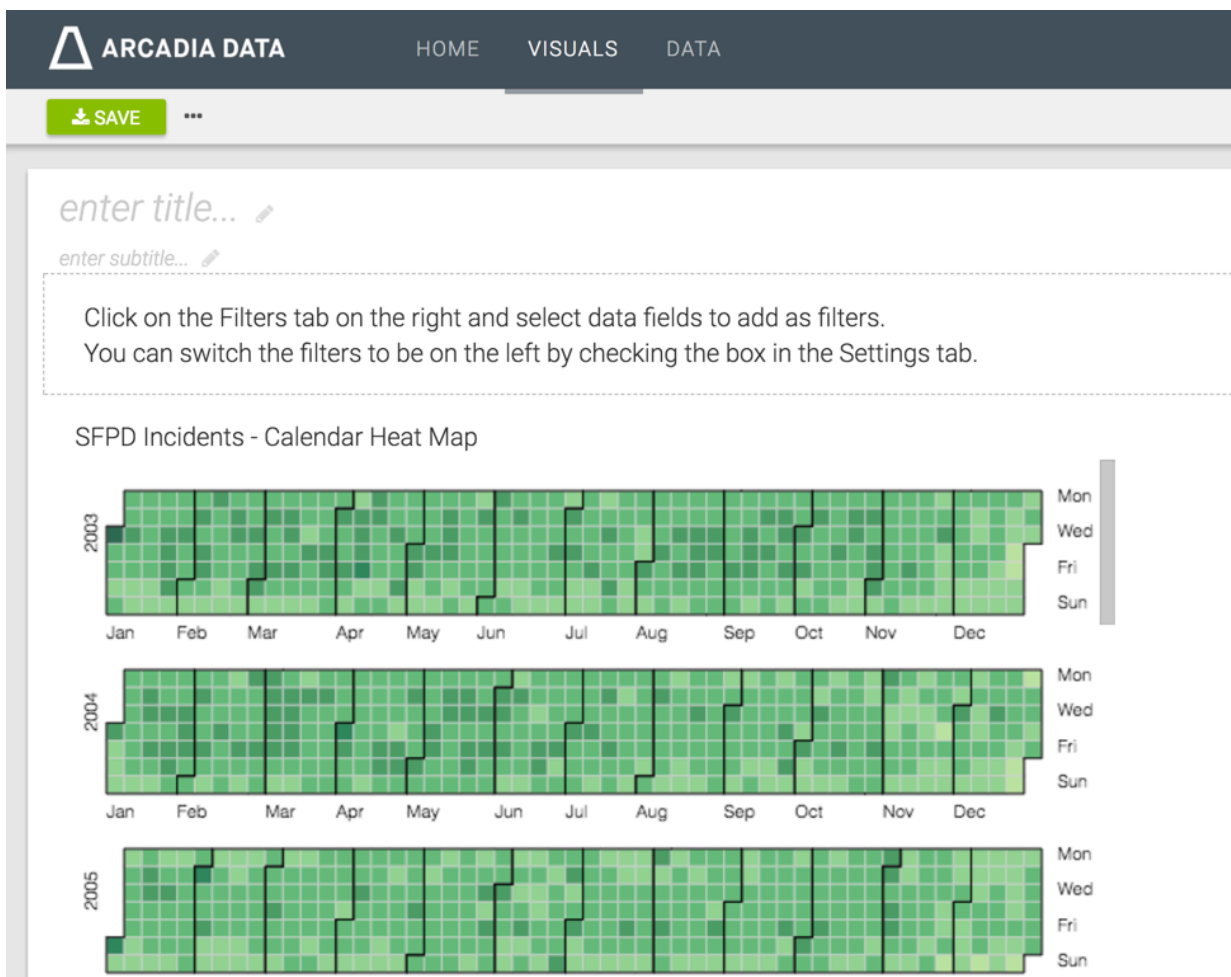 ARCADIA DATA HOME VISUALS DATA
SAVE
enter title...
enter subtitle...
Click on the Filters tab on the right and select data fields to add as filters.
You can switch the filters to be on the left by checking the box in the Settings tab.
SFPD Incidents - Calendar Heat Map
2003
Mon
Wed
Fri
Sun
Jan Feb Mar Apr May Jun Jul Aug Sep Oct Nov Dec
2004
Mon
Wed
Fri
Sun
Jan Feb Mar Apr May Jun Jul Aug Sep Oct Nov Dec
2005
Mon
Wed
Fri
Sun